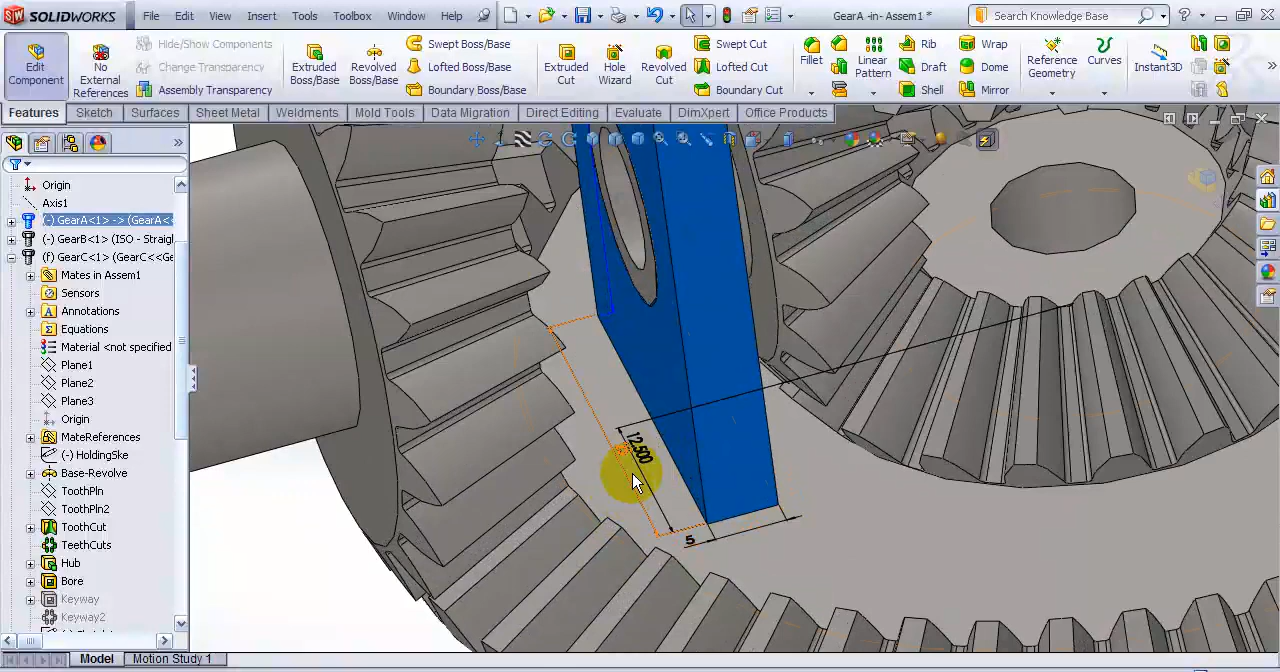 SOLIDWORKS File Edit View Insert Tools Toolbox Window Help GearA -in- Assem1 * Search Knowledge Base
Edit Component
No External References
Hide/Show Components
Change Transparency
Assembly Transparency
Extruded Boss/Base
Revolved Boss/Base
Swept Boss/Base
Lofted Boss/Base
Boundary Boss/Base
Extruded Cut
Hole Wizard
Revolved Cut
Swept Cut
Lofted Cut
Boundary Cut
Fillet
Linear Pattern
Rib
Draft
Shell
Wrap
Dome
Mirror
Reference Geometry
Curves
Instant3D
Features Sketch Surfaces Sheet Metal Weldments Mold Tools Data Migration Direct Editing Evaluate DimXpert Office Products
Origin
Axis1
(-) GearA<1> -> (GearA<<
(-) GearB<1> (ISO - Straigl
(f) GearC<1> (GearC<<Ge
Mates in Assem1
Sensors
Annotations
Equations
Material <not specified
Plane1
Plane2
Plane3
Origin
MateReferences
(-) HoldingSke
Base-Revolve
ToothPln
ToothPln2
ToothCut
TeethCuts
Hub
Bore
Keyway
Keyway2
12.500
5
Model Motion Study 1